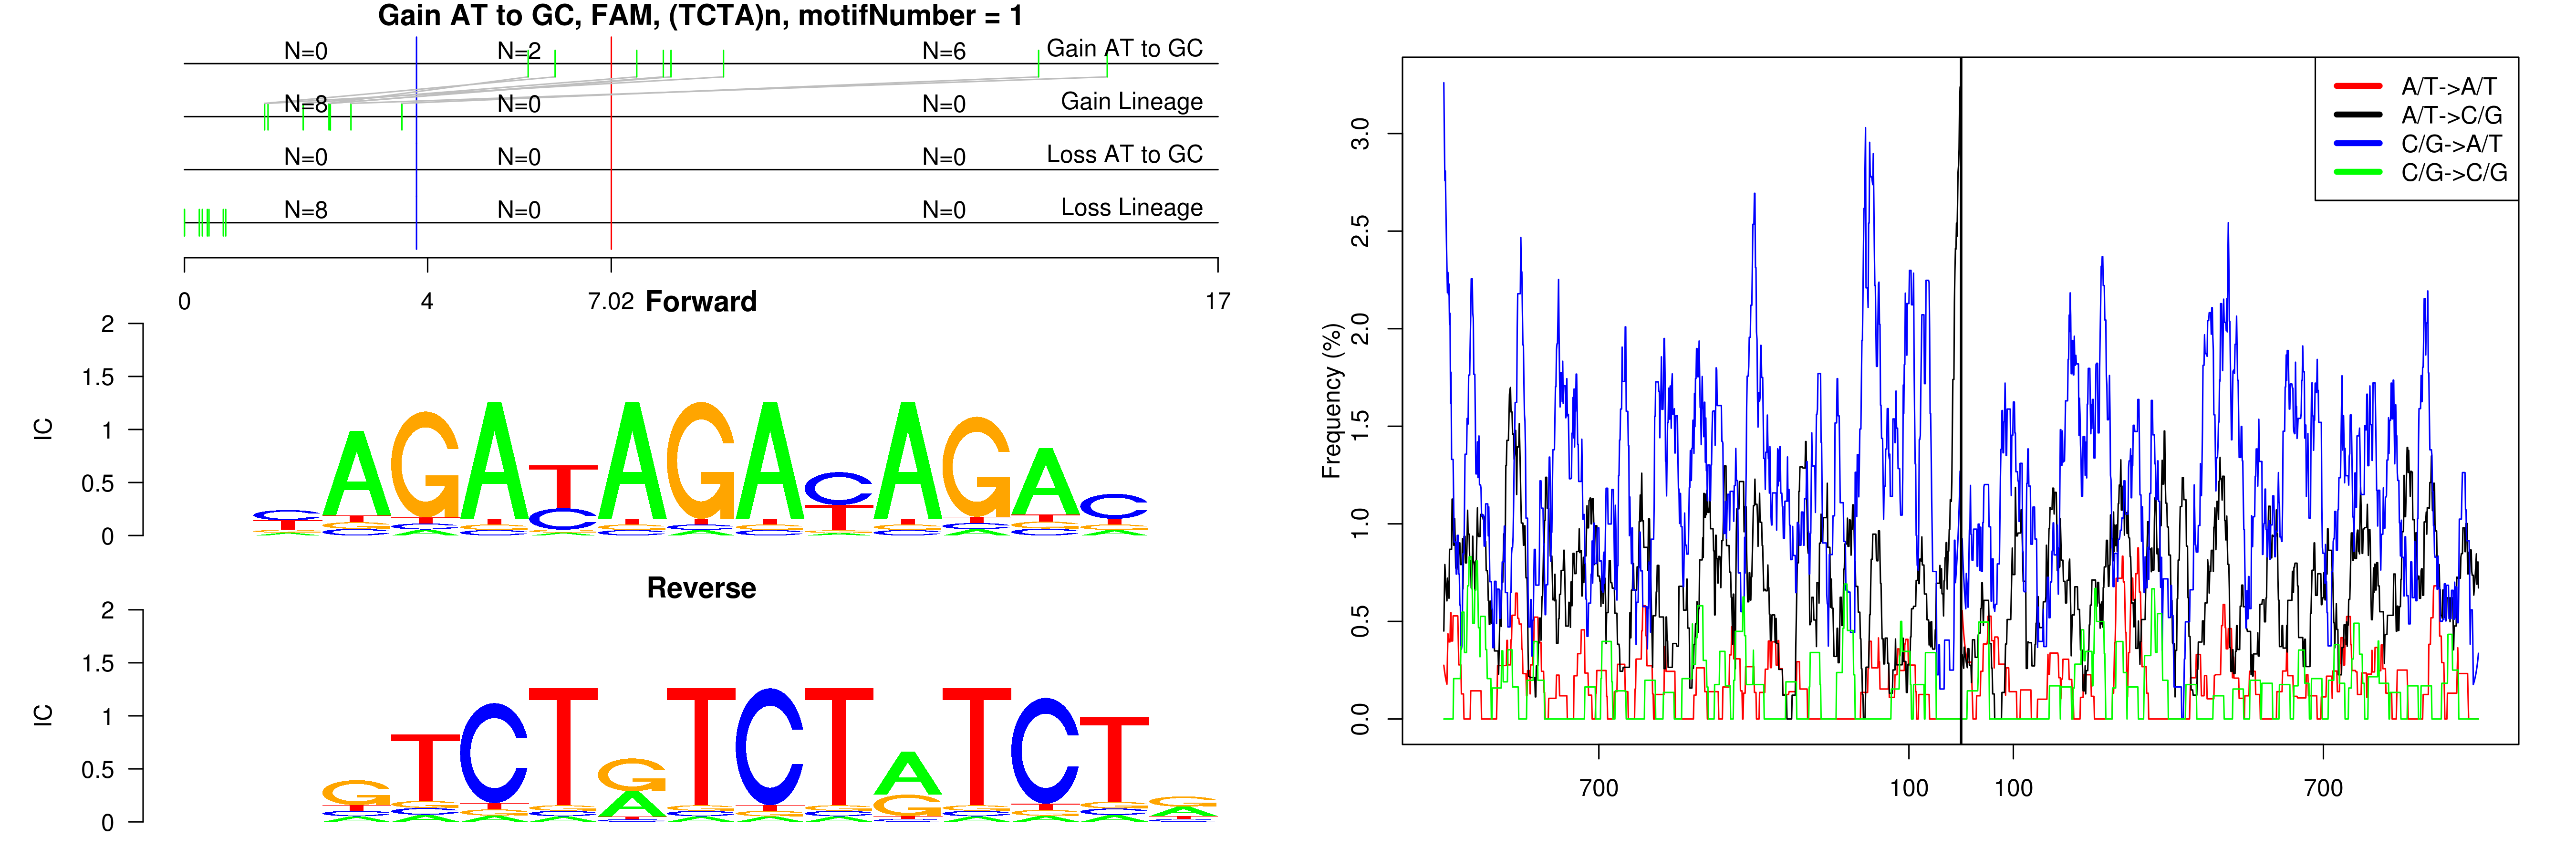 Gain AT to GC, FAM, (TCTA)n, motifNumber = 1
N=0 N=2 N=6 Gain AT to GC
N=8 N=0 N=0 Gain Lineage
N=0 N=0 N=0 Loss AT to GC
N=8 N=0 N=0 Loss Lineage
0 4 7.02 17
Forward
IC
2
1.5
1
0.5
0
C A G A T A G A C A G A C
Reverse
IC
2
1.5
1
0.5
0
G T C T G T C T A T C T G
Frequency (%)
3.0
2.5
2.0
1.5
1.0
0.5
0.0
700 100 100 700
A/T->A/T
A/T->C/G
C/G->A/T
C/G->C/G